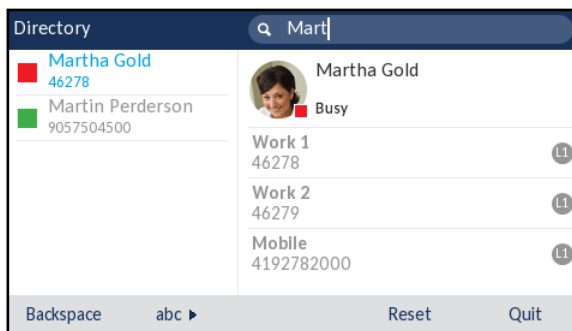 Directory
Mart
Martha Gold
46278
Martin Perderson
9057504500
Martha Gold
Busy
Work 1
46278
L1
Work 2
46279
L1
Mobile
4192782000
L1
Backspace abc Reset Quit